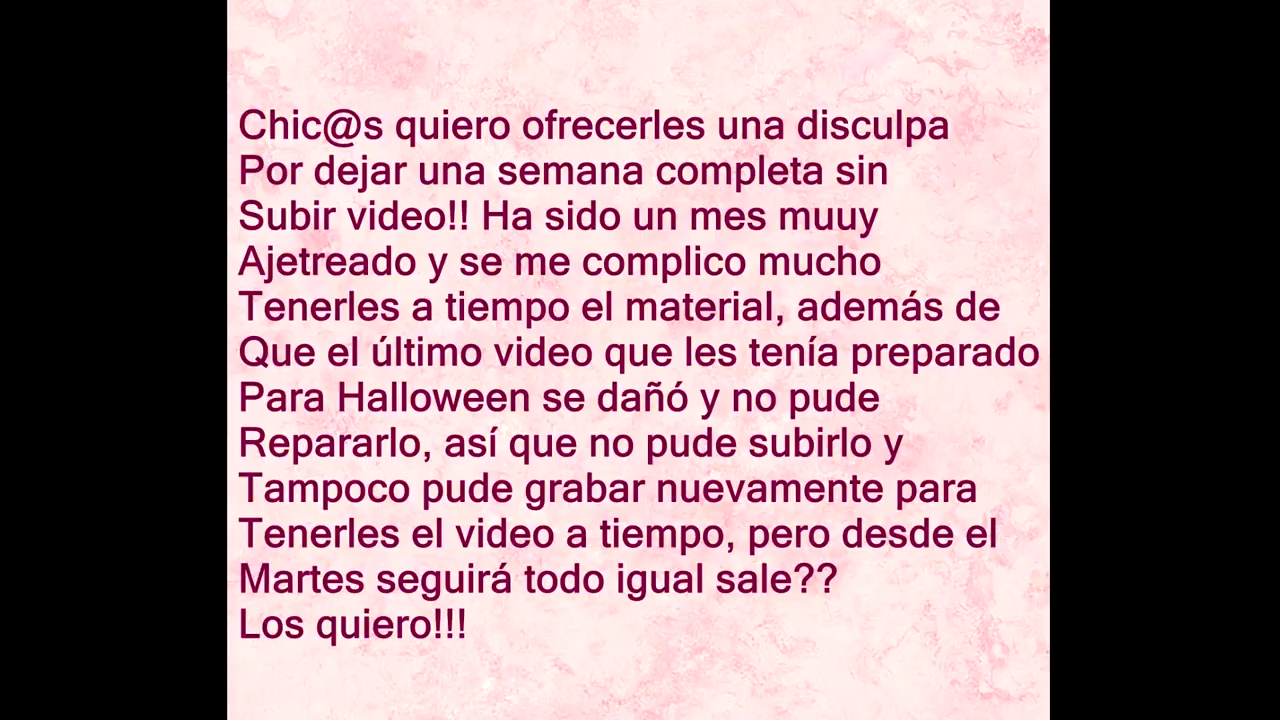 Chic@s quiero ofrecerles una disculpa
Por dejar una semana completa sin
Subir video!! Ha sido un mes muuy
Ajetreado y se me complico mucho
Tenerles a tiempo el material, además de
Que el último video que les tenía preparado
Para Halloween se dañó y no pude
Repararlo, así que no pude subirlo y
Tampoco pude grabar nuevamente para
Tenerles el video a tiempo, pero desde el
Martes seguirá todo igual sale??
Los quiero!!!